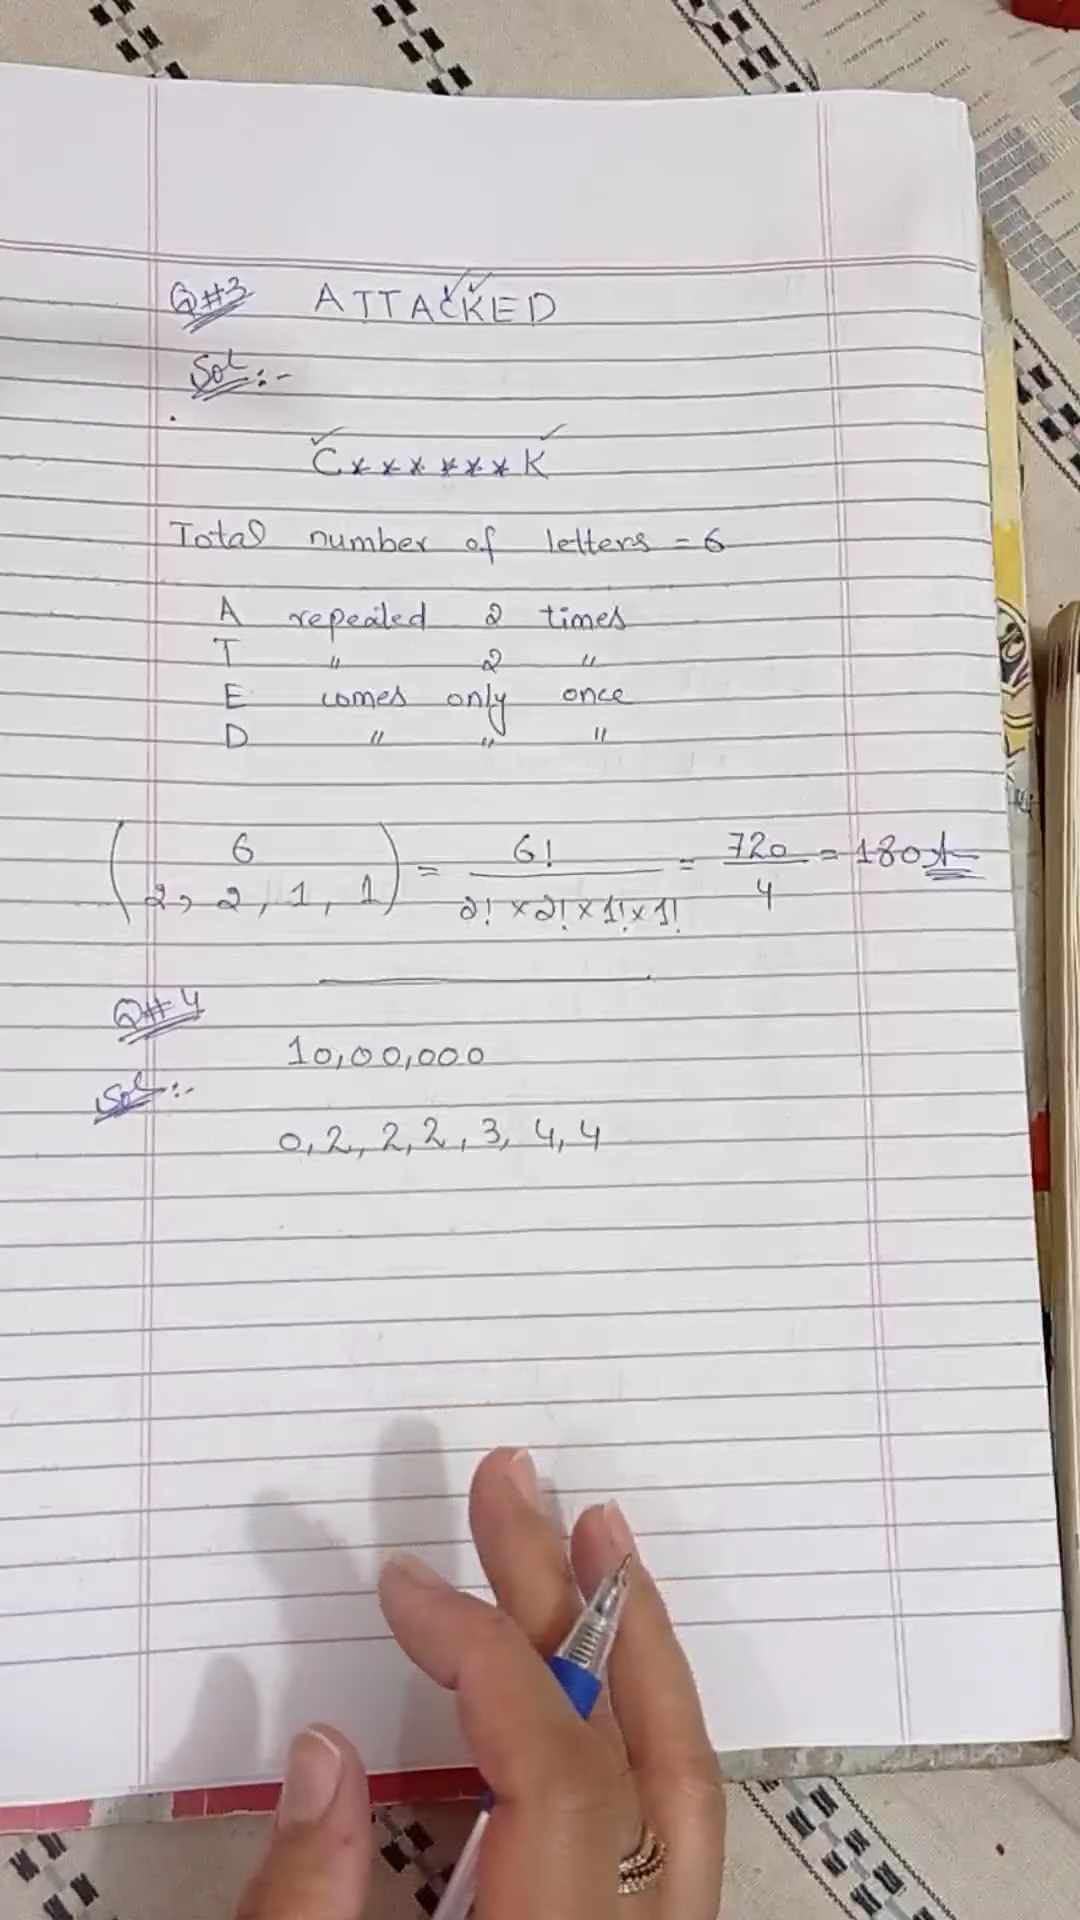 Q#3 ATTACKED
Sol:-
C******K
Total number of letters = 6
A repeated 2 times
T " 2 "
E comes only once
D " " "
( 6 2, 2, 1, 1 ) = 6! / 2! × 2! × 1! × 1! = 720 / 4 = 180
Q#4
10,00,000
Sol:-
0, 2, 2, 2, 3, 4, 4